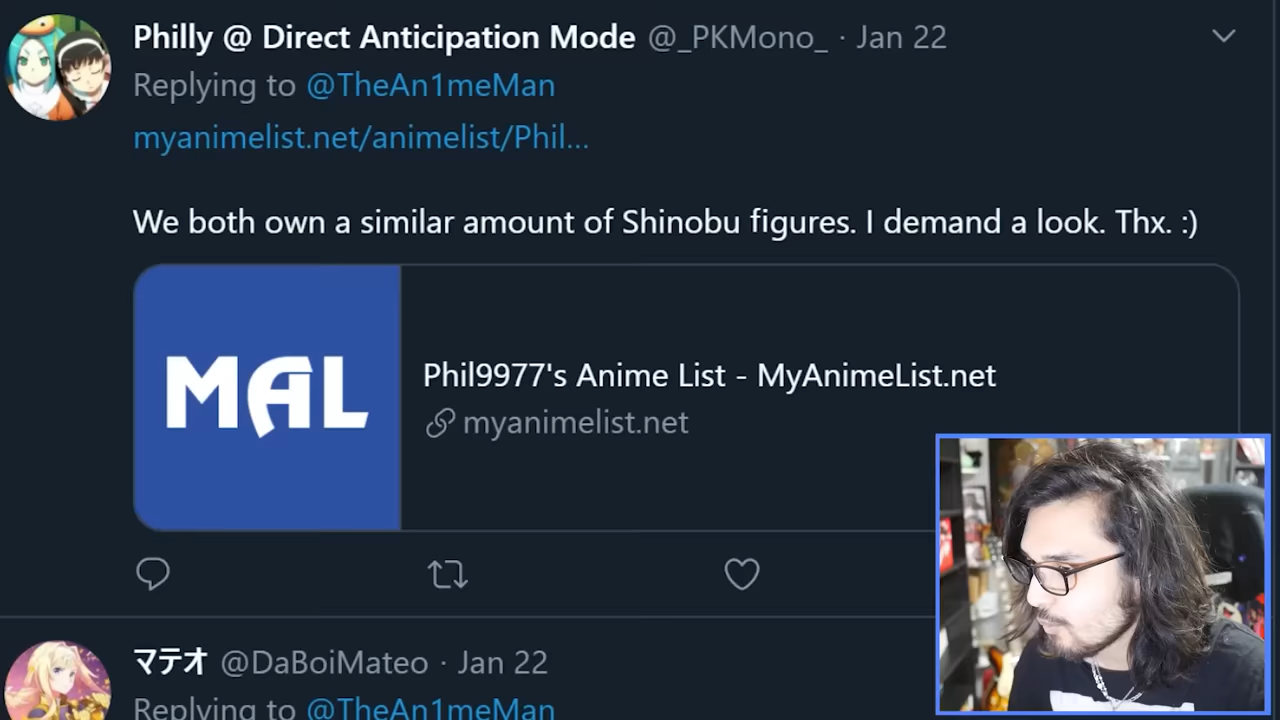 Philly @ Direct Anticipation Mode @_PKMono_ · Jan 22
Replying to @TheAn1meMan
myanimelist.net/animelist/Phil...
We both own a similar amount of Shinobu figures. I demand a look. Thx. :)
MAL
Phil9977's Anime List - MyAnimeList.net
myanimelist.net
マテオ @DaBoiMateo · Jan 22
Replying to @TheAn1meMan